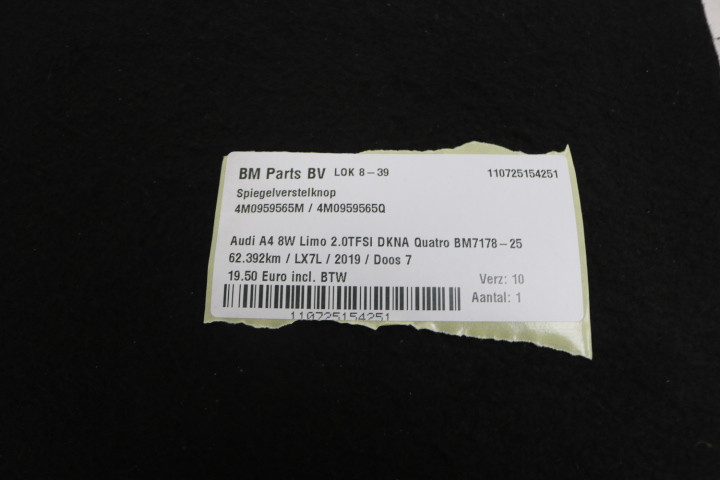 BM Parts BV LOK 8-39 110725154251
Spiegelverstelknop
4M0959565M / 4M0959565Q
Audi A4 8W Limo 2.0TFSI DKNA Quatro BM7178-25
62.392km / LX7L / 2019 / Doos 7
19.50 Euro incl. BTW Verz: 10
Aantal: 1
110725154251